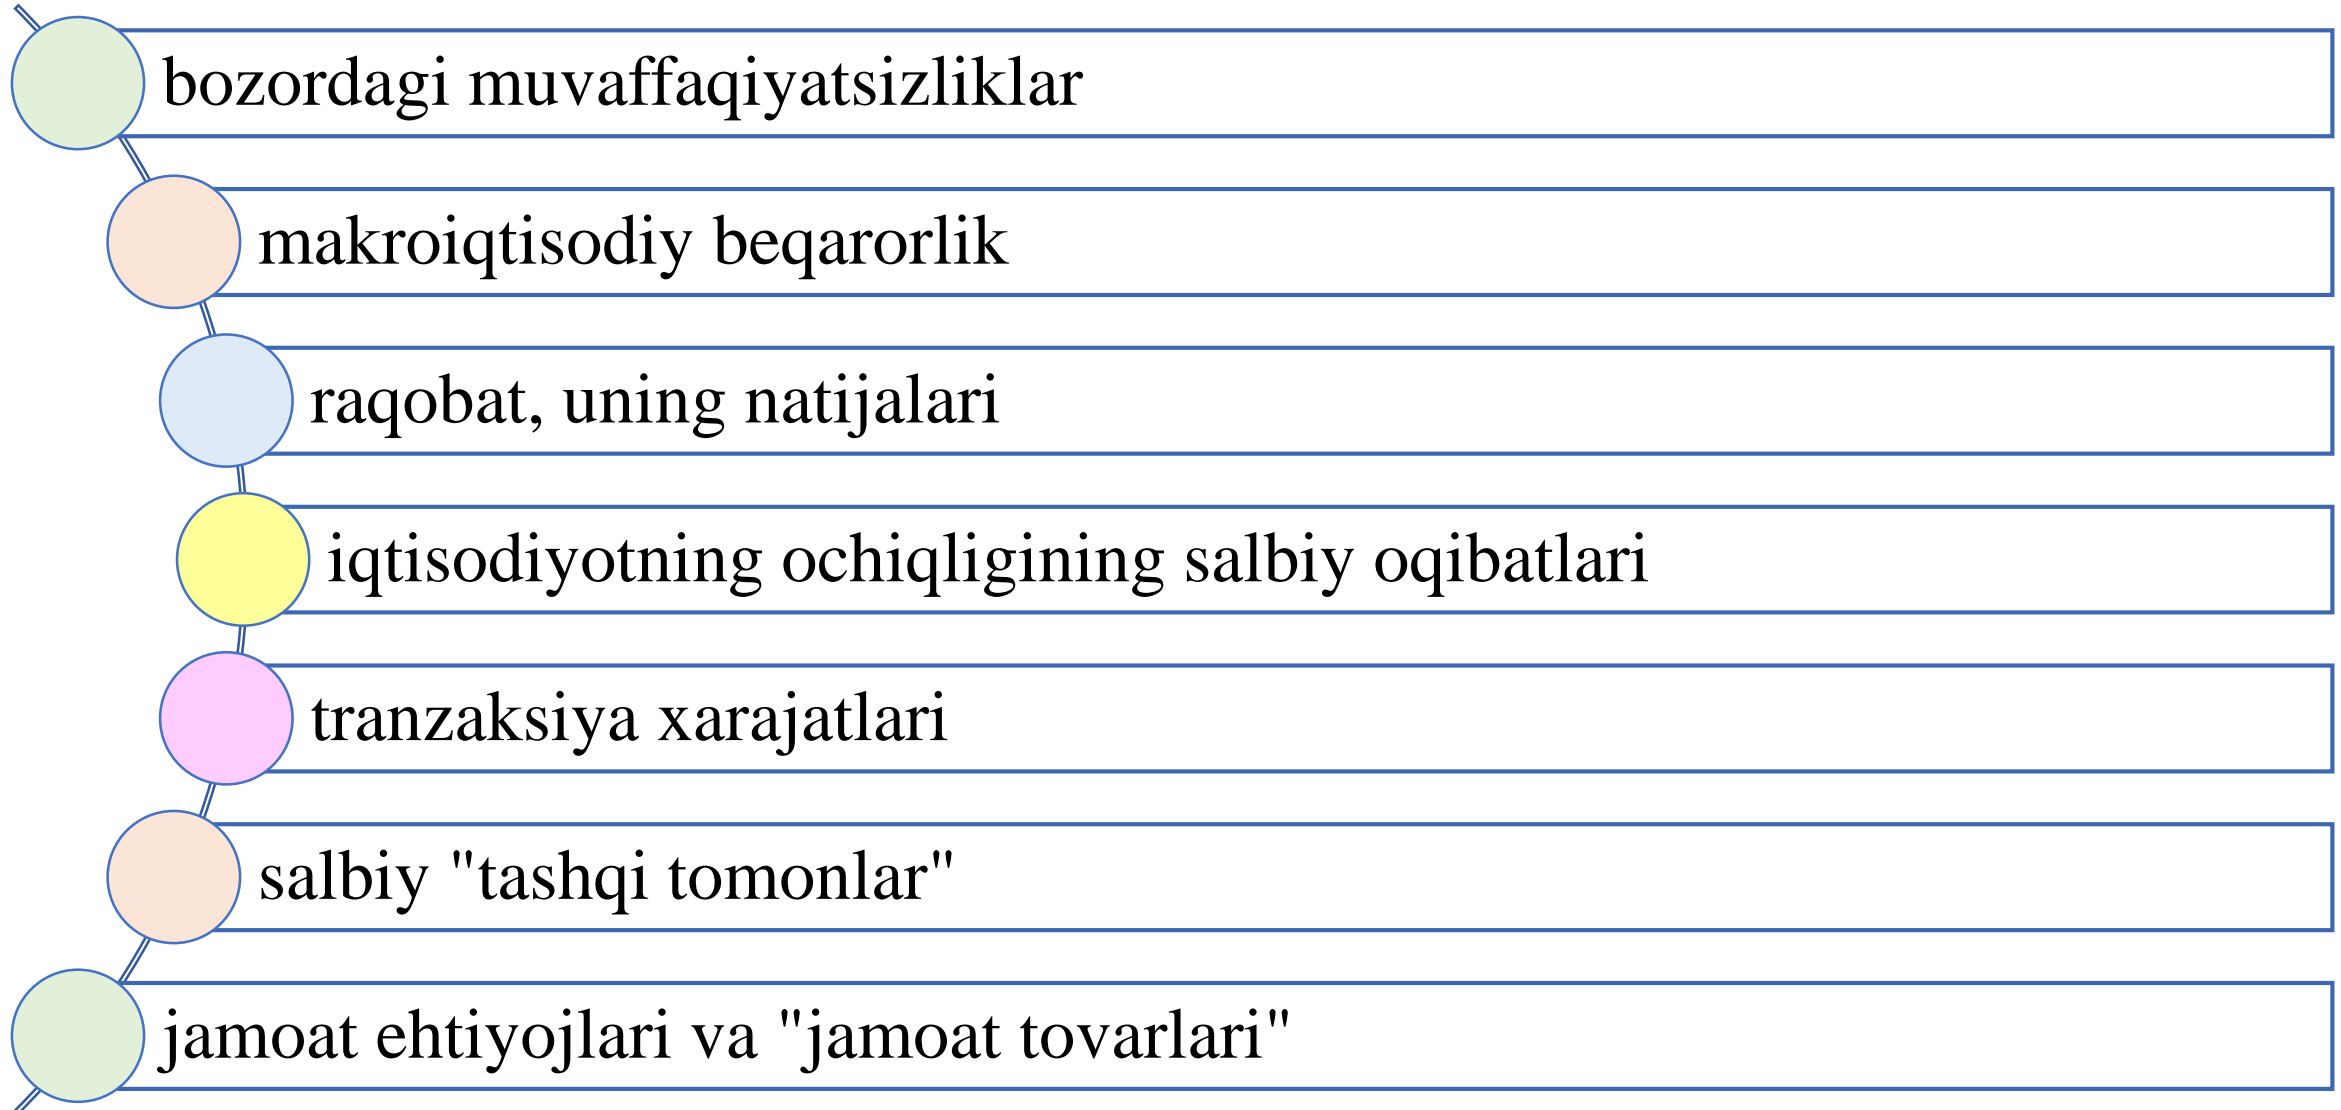 bozordagi muvaffaqiyatsizliklar
makroiqtisodiy beqarorlik
raqobat, uning natijalari
iqtisodiyotning ochiqligining salbiy oqibatlari
tranzaksiya xarajatlari
salbiy "tashqi tomonlar"
jamoat ehtiyojlari va "jamoat tovarlari"